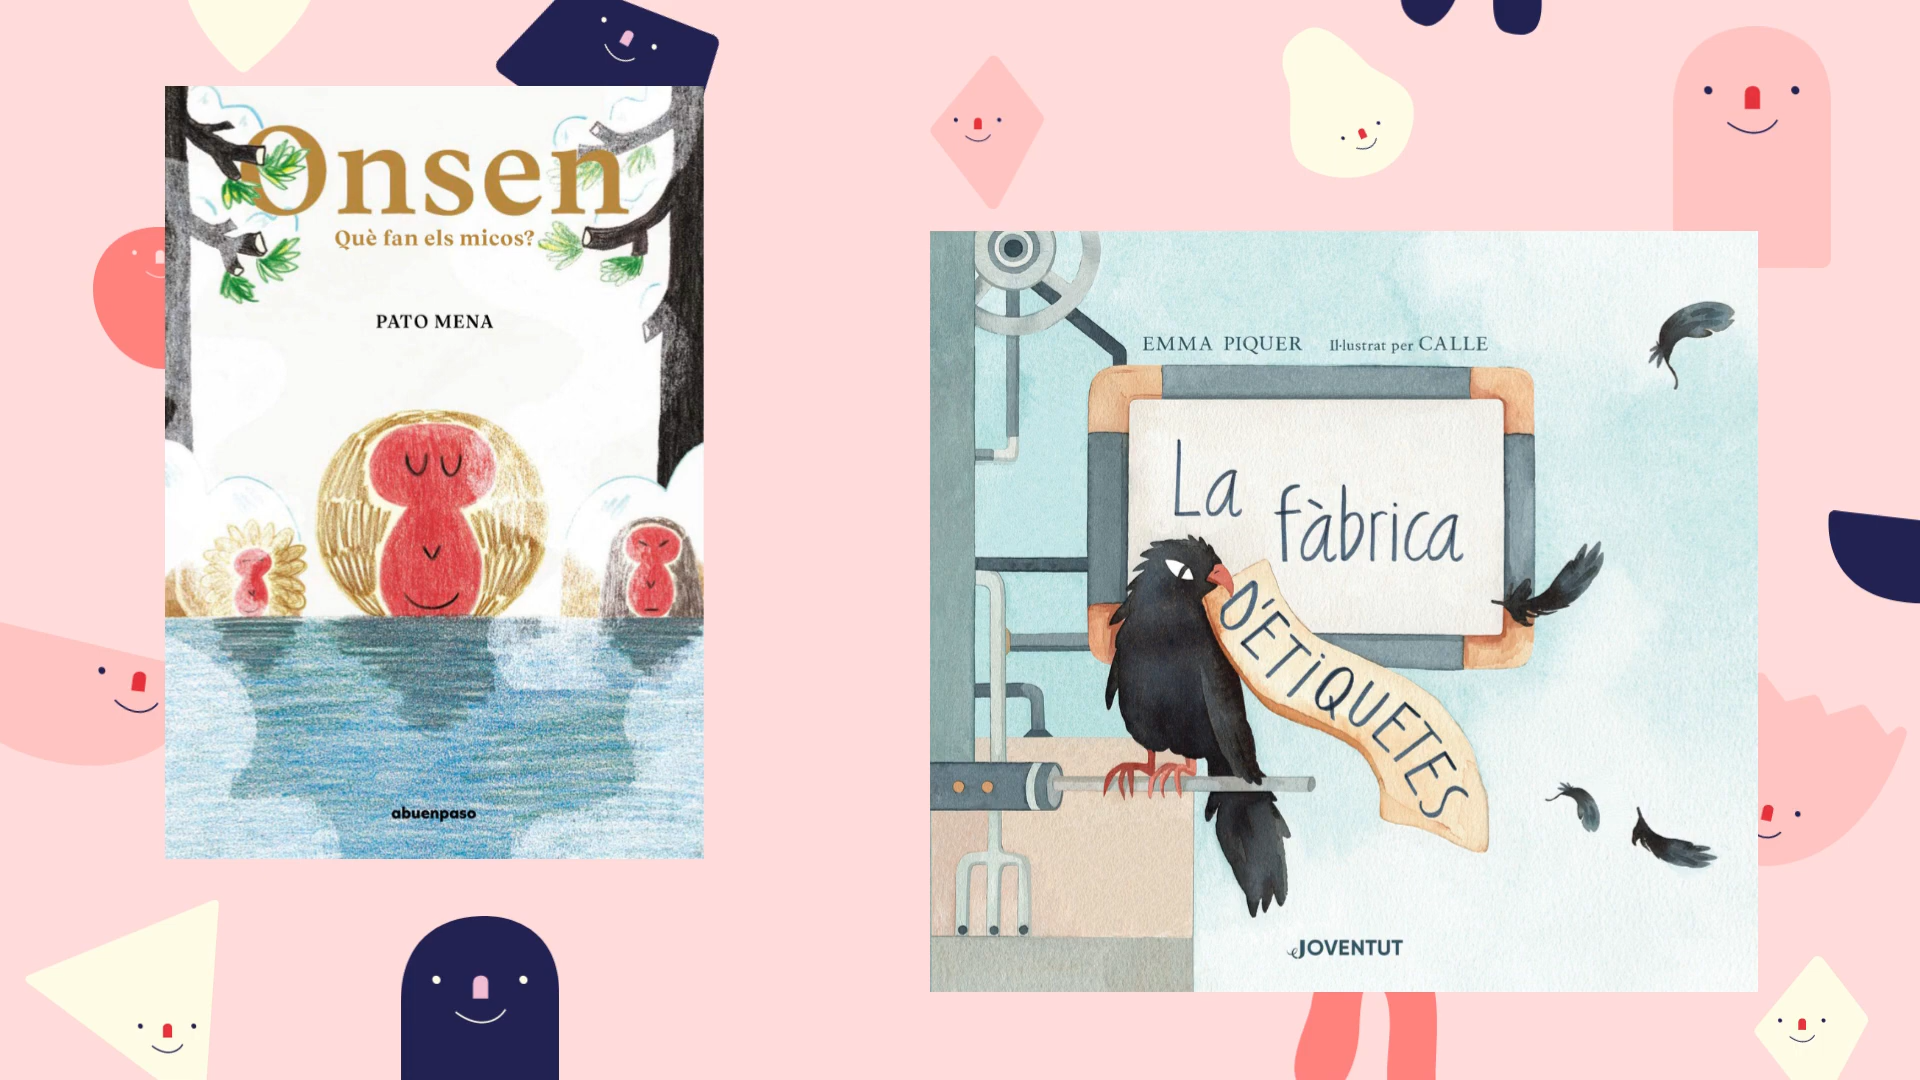 Onsen
Què fan els micos?
PATO MENA
abuenpaso
EMMA PIQUER Il·lustrat per CALLE
La fàbrica
D'ETiQUETES
JOVENTUT